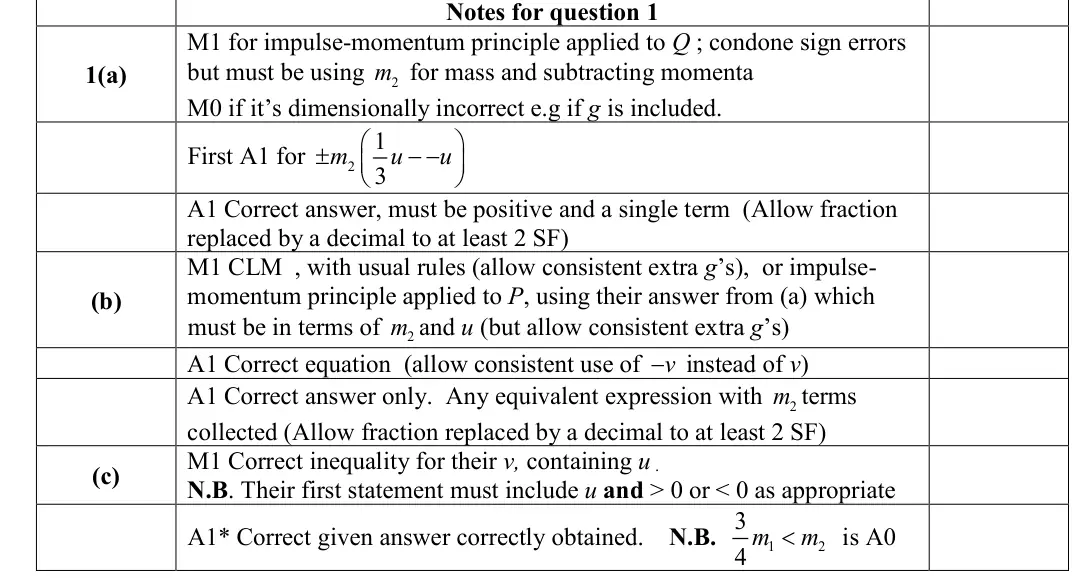 Notes for question 1
1(a)
M1 for impulse-momentum principle applied to Q ; condone sign errors
but must be using m₂ for mass and subtracting momenta
M0 if it’s dimensionally incorrect e.g if g is included.
First A1 for ±m₂(1/3 u − −u)
A1 Correct answer, must be positive and a single term (Allow fraction
replaced by a decimal to at least 2 SF)
(b)
M1 CLM , with usual rules (allow consistent extra g’s), or impulse-
momentum principle applied to P, using their answer from (a) which
must be in terms of m₂ and u (but allow consistent extra g’s)
A1 Correct equation (allow consistent use of −v instead of v)
A1 Correct answer only. Any equivalent expression with m₂ terms
collected (Allow fraction replaced by a decimal to at least 2 SF)
(c)
M1 Correct inequality for their v, containing u .
N.B. Their first statement must include u and > 0 or < 0 as appropriate
A1* Correct given answer correctly obtained. N.B. 3/4 m₁ < m₂ is A0